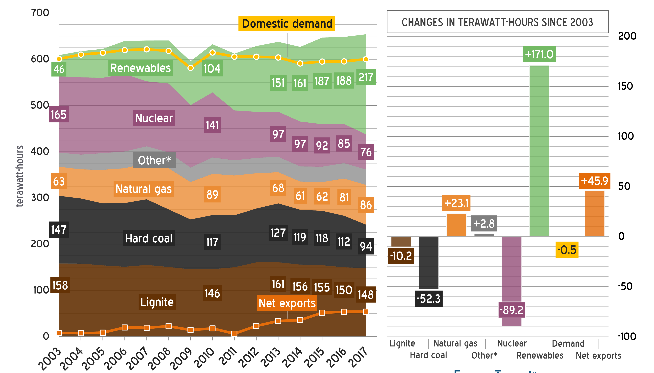 terawatt-hours
700
600
500
400
300
200
100
0
Domestic demand
Renewables
Nuclear
Other*
Natural gas
Hard coal
Lignite
Net exports
46 104 151 161 187 188 217
165 141 97 97 92 85 76
63 89 68 61 62 81 86
147 117 127 119 118 112 94
158 146 161 156 155 150 148
2003 2004 2005 2006 2007 2008 2009 2010 2011 2012 2013 2014 2015 2016 2017
CHANGES IN TERAWATT-HOURS SINCE 2003
200
150
100
50
0
-50
-100
-10.2
-52.3
+23.1
+2.8
-89.2
+171.0
-0.5
+45.9
Lignite Natural gas Nuclear Demand
Hard coal Other* Renewables Net exports